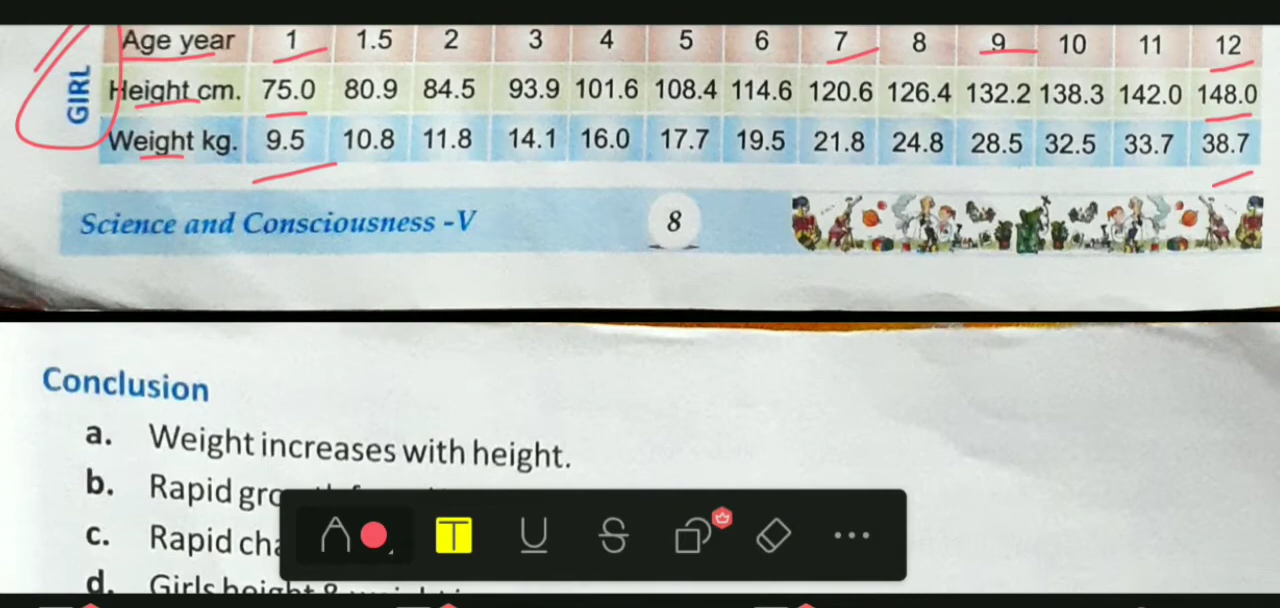 GIRL
Age year 1 1.5 2 3 4 5 6 7 8 9 10 11 12
Height cm. 75.0 80.9 84.5 93.9 101.6 108.4 114.6 120.6 126.4 132.2 138.3 142.0 148.0
Weight kg. 9.5 10.8 11.8 14.1 16.0 17.7 19.5 21.8 24.8 28.5 32.5 33.7 38.7
Science and Consciousness -V 8
Conclusion
a. Weight increases with height.
b. Rapid
c. Rapid
d. Girls height &
T U S